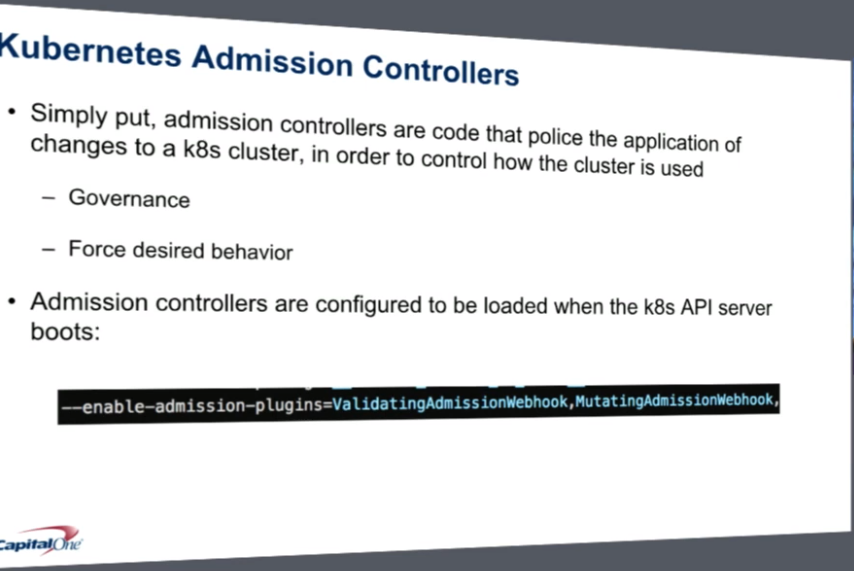 Kubernetes Admission Controllers
• Simply put, admission controllers are code that police the application of
changes to a k8s cluster, in order to control how the cluster is used
– Governance
– Force desired behavior
• Admission controllers are configured to be loaded when the k8s API server
boots:
--enable-admission-plugins=ValidatingAdmissionWebhook,MutatingAdmissionWebhook,
CapitalOne